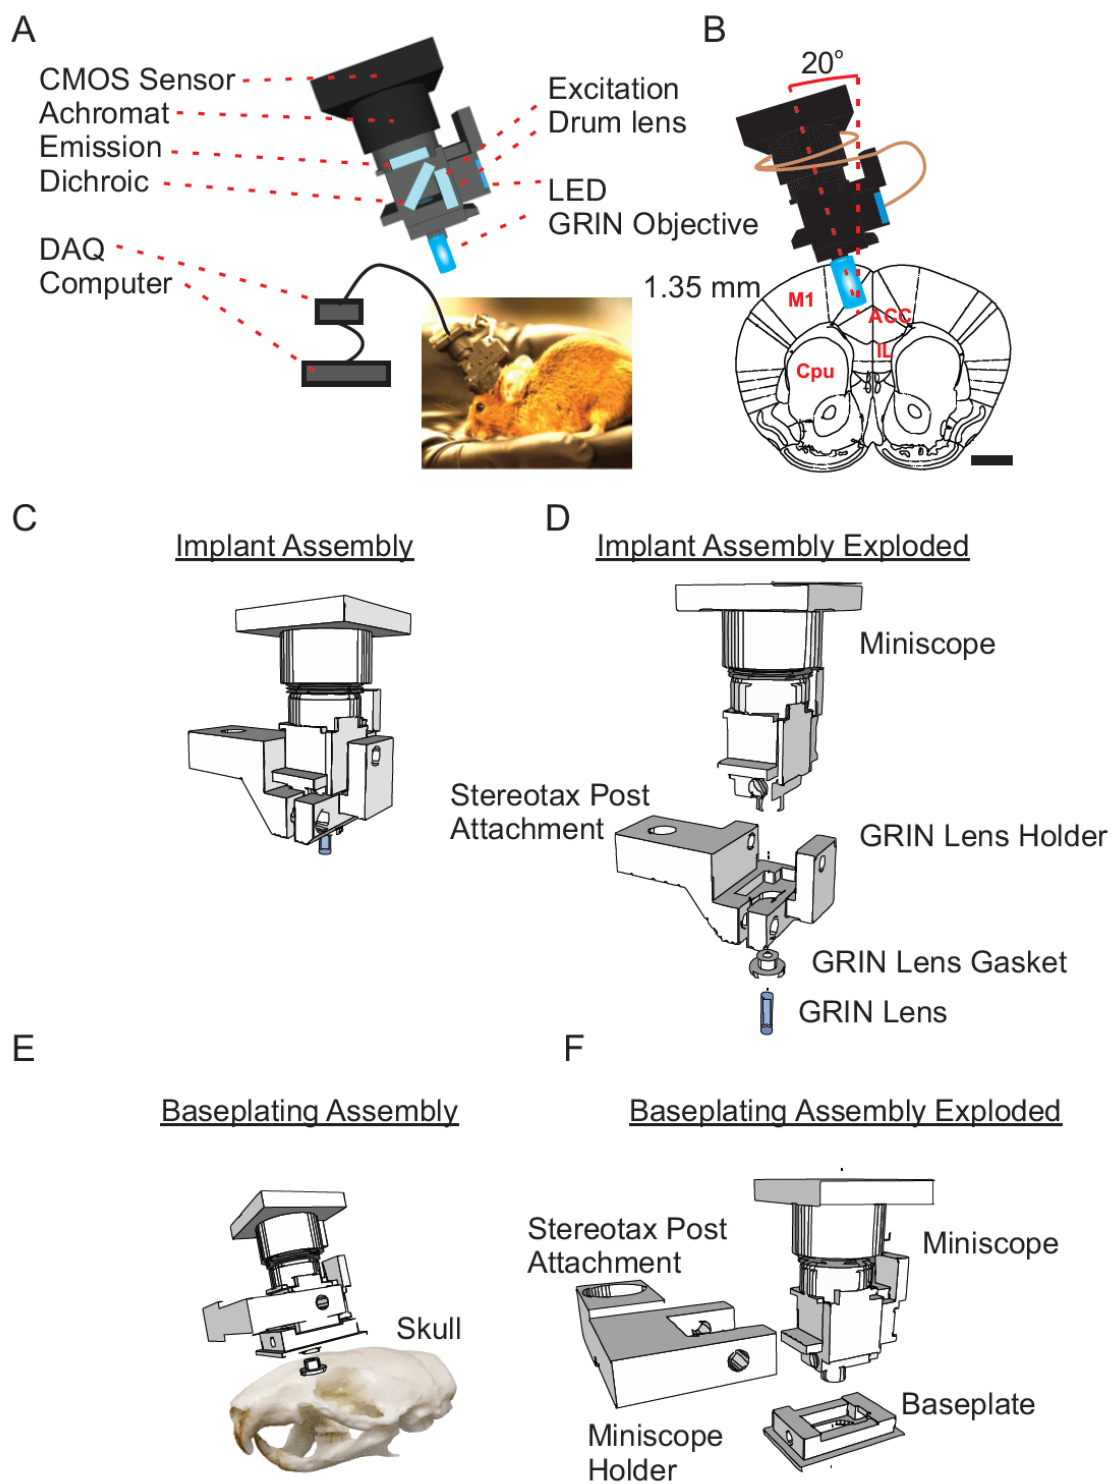 A
CMOS Sensor
Achromat
Emission
Dichroic
Excitation
Drum lens
LED
GRIN Objective
DAQ
Computer
B
20°
1.35 mm
M1
ACC
IL
Cpu
C
Implant Assembly
D
Implant Assembly Exploded
Miniscope
Stereotax Post
Attachment
GRIN Lens Holder
GRIN Lens Gasket
GRIN Lens
E
Baseplating Assembly
Skull
F
Baseplating Assembly Exploded
Stereotax Post
Attachment
Miniscope
Baseplate
Miniscope
Holder